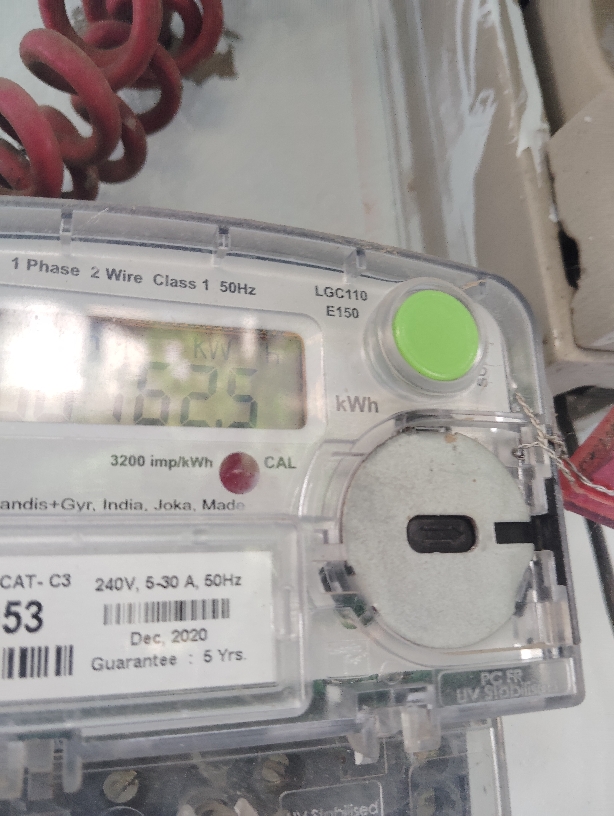 1 Phase 2 Wire Class 1 50Hz
LGC110
E150
kW h
162.5
kWh
3200 imp/kWh
CAL
andis+Gyr, India, Joka, Made
CAT- C3
53
240V, 5-30 A, 50Hz
Dec, 2020
Guarantee : 5 Yrs.
PC FR
UV Stabilised
UV Stabilised